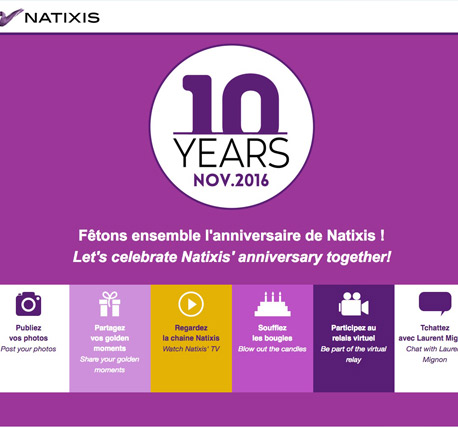 NATIXIS
10
YEARS
NOV.2016
Fêtons ensemble l'anniversaire de Natixis !
Let's celebrate Natixis' anniversary together!
Publiez
vos photos
Post your photos
Partagez
vos golden
moments
Share your golden
moments
Regardez
la chaine Natixis
Watch Natixis' TV
Soufflez
les bougies
Blow out the candles
Participez au
relais virtuel
Be part of the virtual
relay
Tchattez
avec Laurent Mig
Chat with Lauren
Mignon